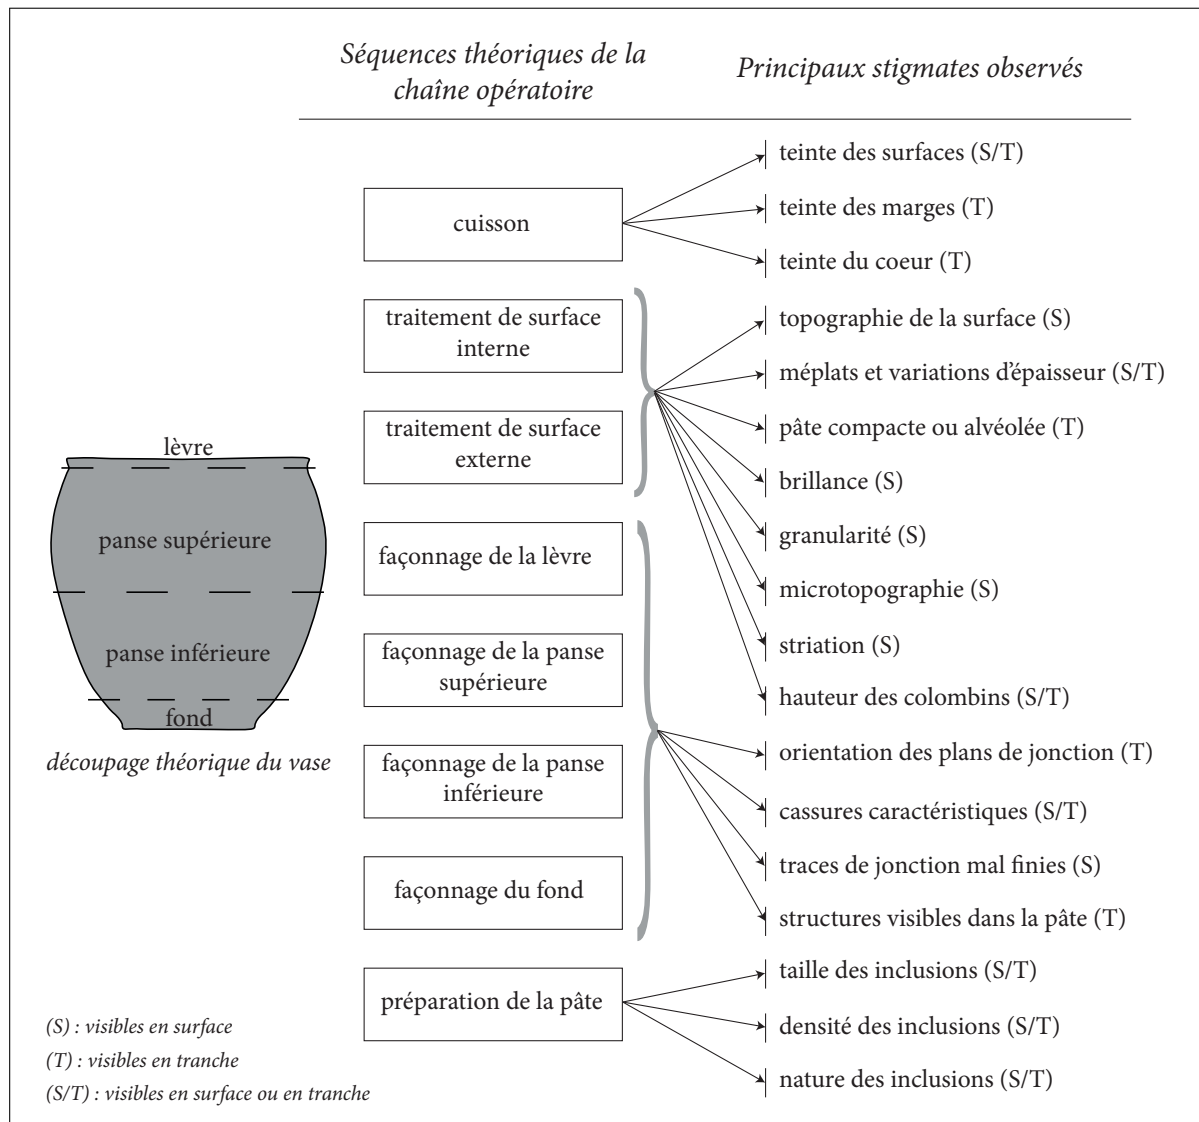 Séquences théoriques de la
chaîne opératoire
Principaux stigmates observés
cuisson
traitement de surface
interne
traitement de surface
externe
façonnage de la lèvre
façonnage de la panse
supérieure
façonnage de la panse
inférieure
façonnage du fond
préparation de la pâte
teinte des surfaces (S/T)
teinte des marges (T)
teinte du coeur (T)
topographie de la surface (S)
méplats et variations d'épaisseur (S/T)
pâte compacte ou alvéolée (T)
brillance (S)
granularité (S)
microtopographie (S)
striation (S)
hauteur des colombins (S/T)
orientation des plans de jonction (T)
cassures caractéristiques (S/T)
traces de jonction mal finies (S)
structures visibles dans la pâte (T)
taille des inclusions (S/T)
densité des inclusions (S/T)
nature des inclusions (S/T)
lèvre
panse supérieure
panse inférieure
fond
découpage théorique du vase
(S) : visibles en surface
(T) : visibles en tranche
(S/T) : visibles en surface ou en tranche